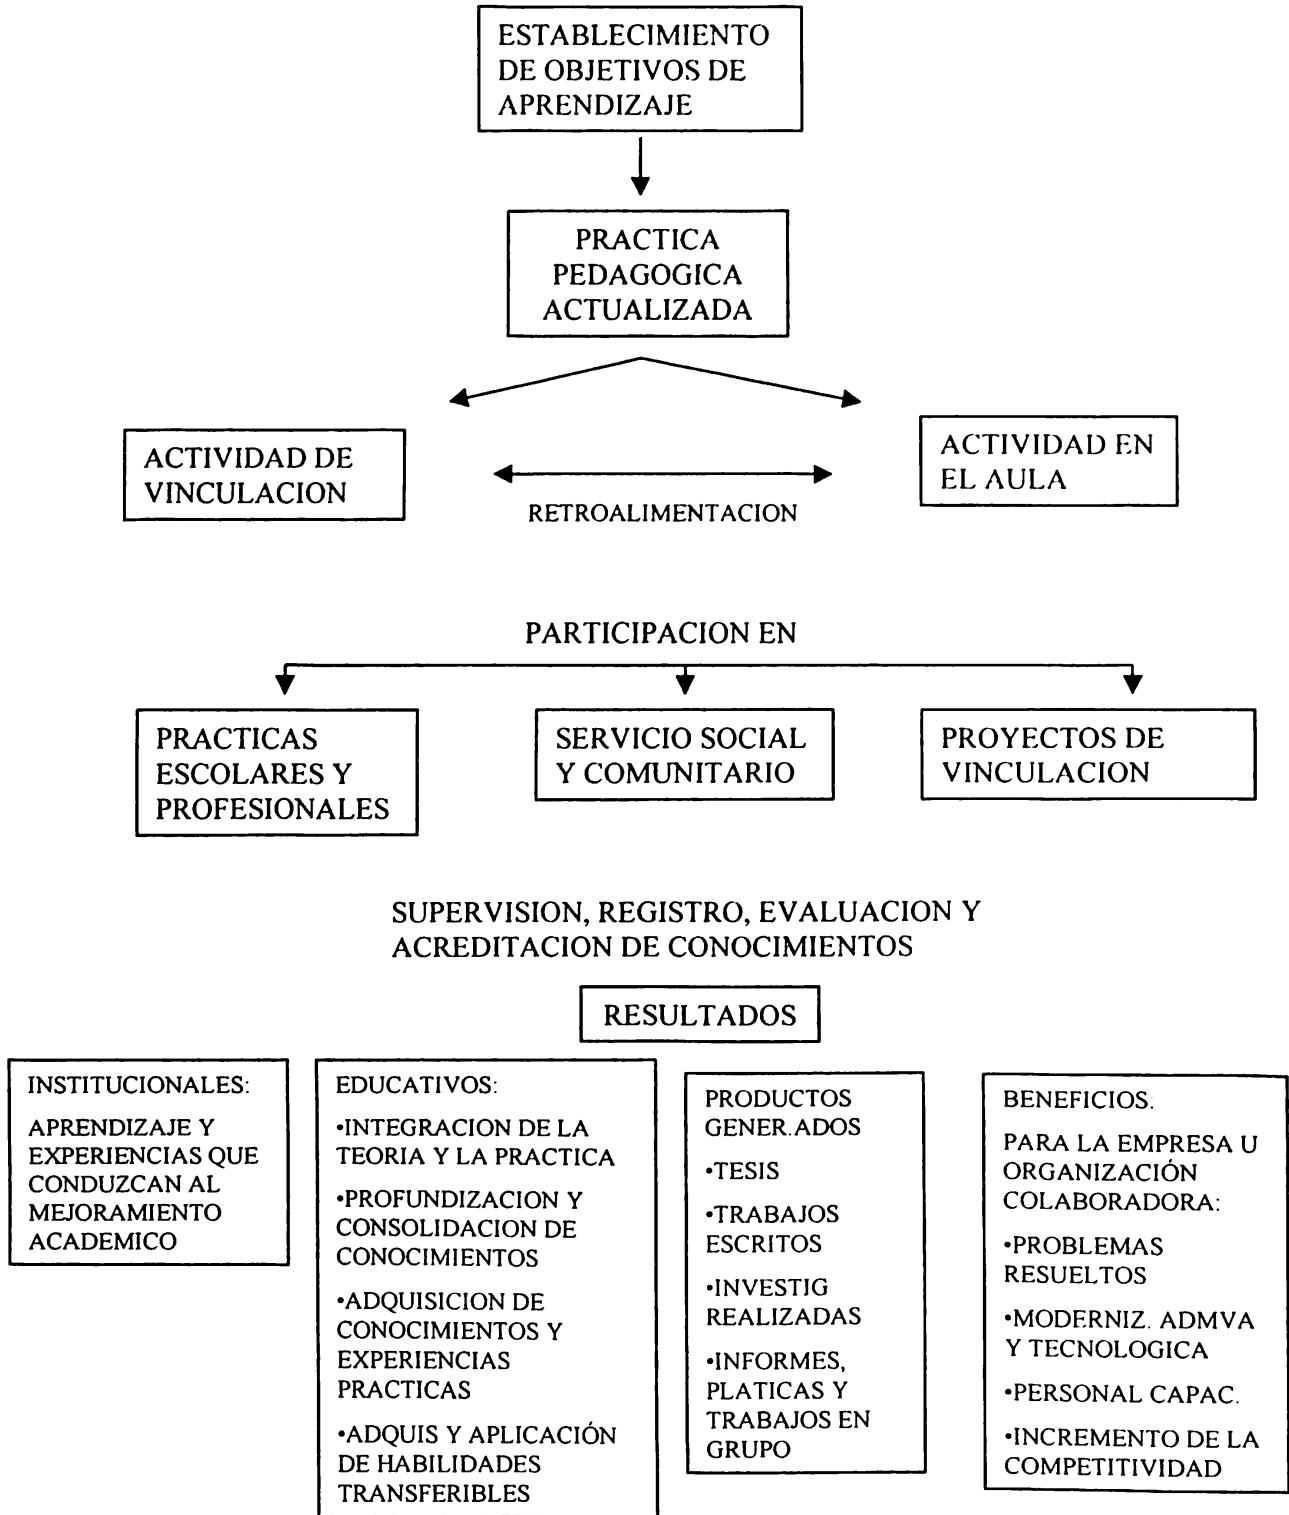 ESTABLECIMIENTO
DE OBJETIVOS DE
APRENDIZAJE
PRACTICA
PEDAGOGICA
ACTUALIZADA
ACTIVIDAD DE
VINCULACION
RETROALIMENTACION
ACTIVIDAD EN
EL AULA
PARTICIPACION EN
PRACTICAS
ESCOLARES Y
PROFESIONALES
SERVICIO SOCIAL
Y COMUNITARIO
PROYECTOS DE
VINCULACION
SUPERVISION, REGISTRO, EVALUACION Y
ACREDITACION DE CONOCIMIENTOS
RESULTADOS
INSTITUCIONALES:
APRENDIZAJE Y
EXPERIENCIAS QUE
CONDUZCAN AL
MEJORAMIENTO
ACADEMICO
EDUCATIVOS:
•INTEGRACION DE LA
TEORIA Y LA PRACTICA
•PROFUNDIZACION Y
CONSOLIDACION DE
CONOCIMIENTOS
•ADQUISICION DE
CONOCIMIENTOS Y
EXPERIENCIAS
PRACTICAS
•ADQUIS Y APLICACIÓN
DE HABILIDADES
TRANSFERIBLES
PRODUCTOS
GENERADOS
•TESIS
•TRABAJOS
ESCRITOS
•INVESTIG
REALIZADAS
•INFORMES,
PLATICAS Y
TRABAJOS EN
GRUPO
BENEFICIOS:
PARA LA EMPRESA U
ORGANIZACIÓN
COLABORADORA:
•PROBLEMAS
RESUELTOS
•MODERNIZ. ADMVA
Y TECNOLOGICA
•PERSONAL CAPAC.
•INCREMENTO DE LA
COMPETITIVIDAD